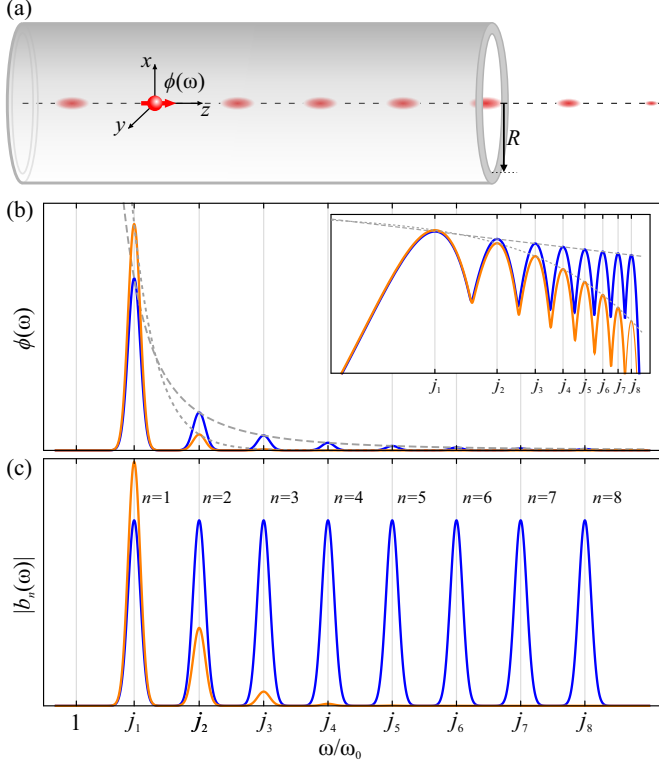 (a)
x
ϕ(ω)
z
y
R
(b)
ϕ(ω)
j₁ j₂ j₃ j₄ j₅ j₆ j₇ j₈
(c)
n=1 n=2 n=3 n=4 n=5 n=6 n=7 n=8
|bₙ(ω)|
1 j₁ j₂ j₃ j₄ j₅ j₆ j₇ j₈
ω/ω₀